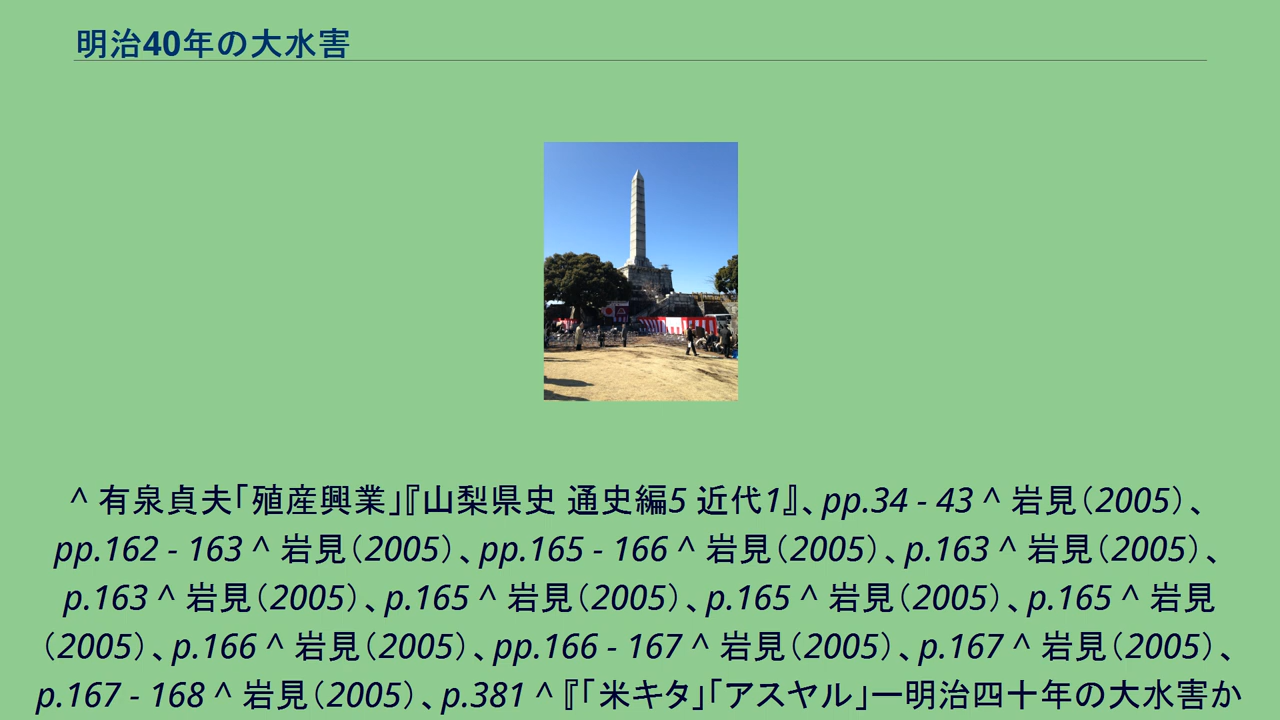 明治40年の大水害
^ 有泉貞夫「殖産興業」『山梨県史 通史編5 近代1』、pp.34 - 43 ^ 岩見（2005）、
pp.162 - 163 ^ 岩見（2005）、pp.165 - 166 ^ 岩見（2005）、p.163 ^ 岩見（2005）、
p.163 ^ 岩見（2005）、p.165 ^ 岩見（2005）、p.165 ^ 岩見（2005）、p.165 ^ 岩見
（2005）、p.166 ^ 岩見（2005）、pp.166 - 167 ^ 岩見（2005）、p.167 ^ 岩見（2005）、
p.167 - 168 ^ 岩見（2005）、p.381 ^ 『「米キタ」「アスヤル」―明治四十年の大水害か